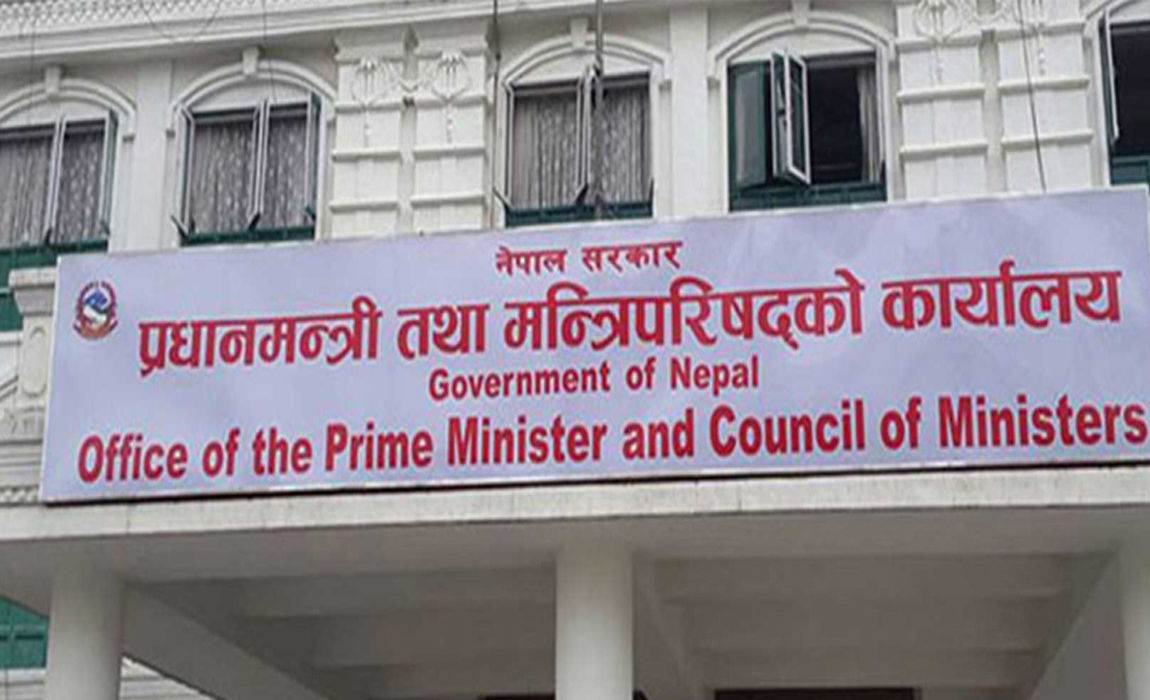 नेपाल सरकार
प्रधानमन्त्री तथा मन्त्रिपरिषद्को कार्यालय
Government of Nepal
Office of the Prime Minister and Council of Ministers